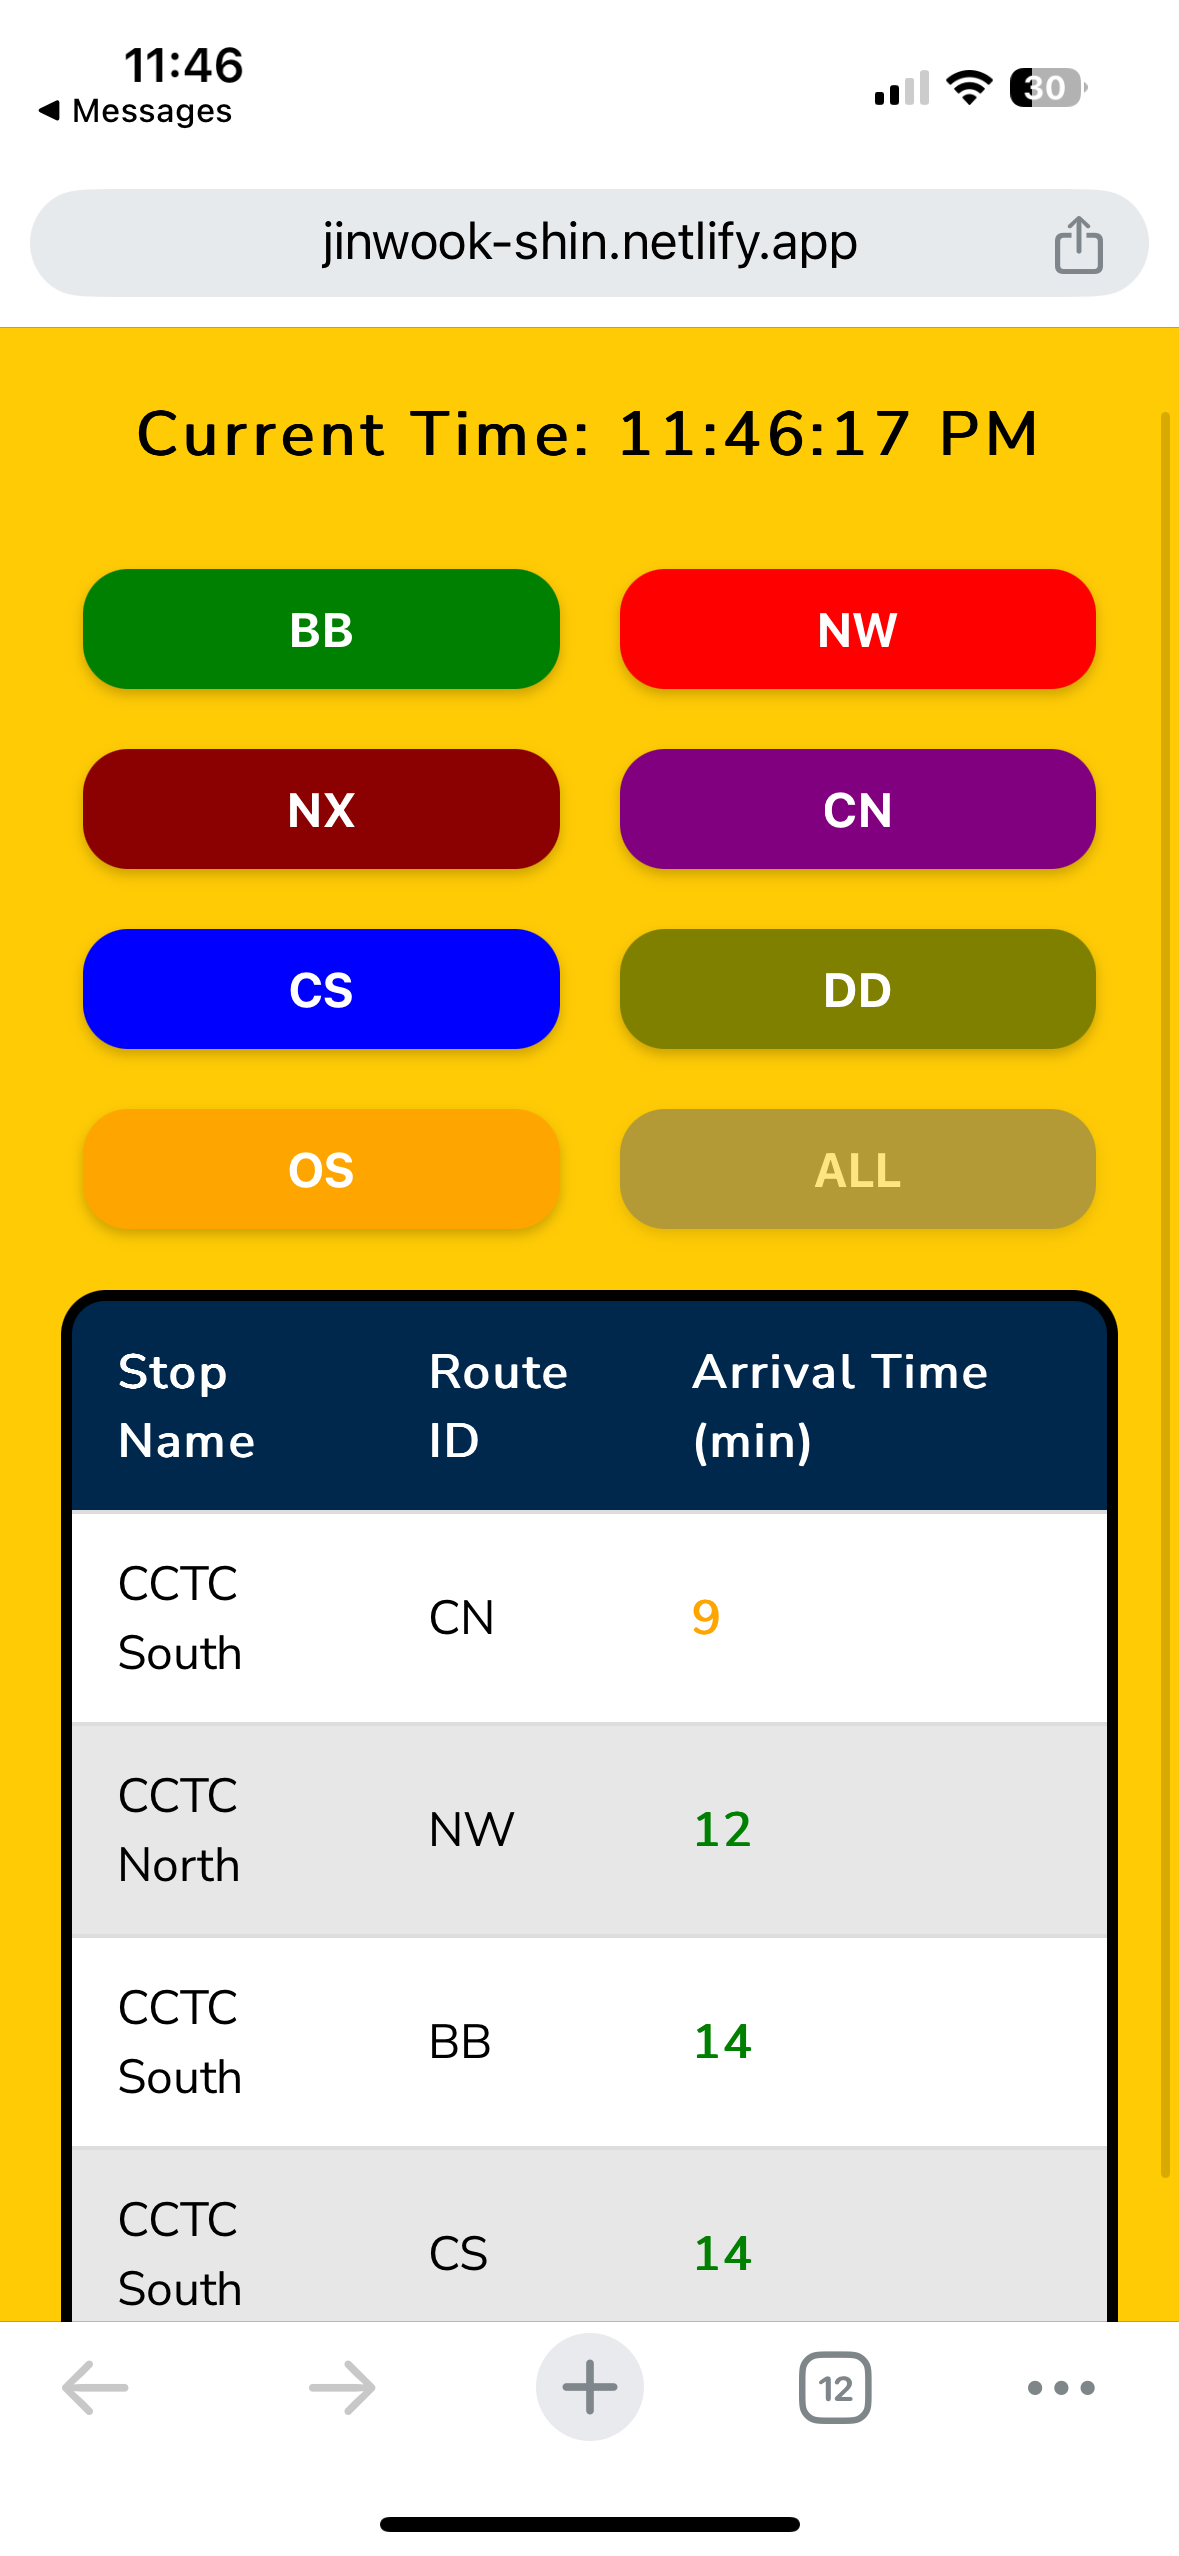 11:46
◀ Messages
30
jinwook-shin.netlify.app
Current Time: 11:46:17 PM
BB
NW
NX
CN
CS
DD
OS
ALL
Stop Name
Route ID
Arrival Time (min)
CCTC South
CN
9
CCTC North
NW
12
CCTC South
BB
14
CCTC South
CS
14
12